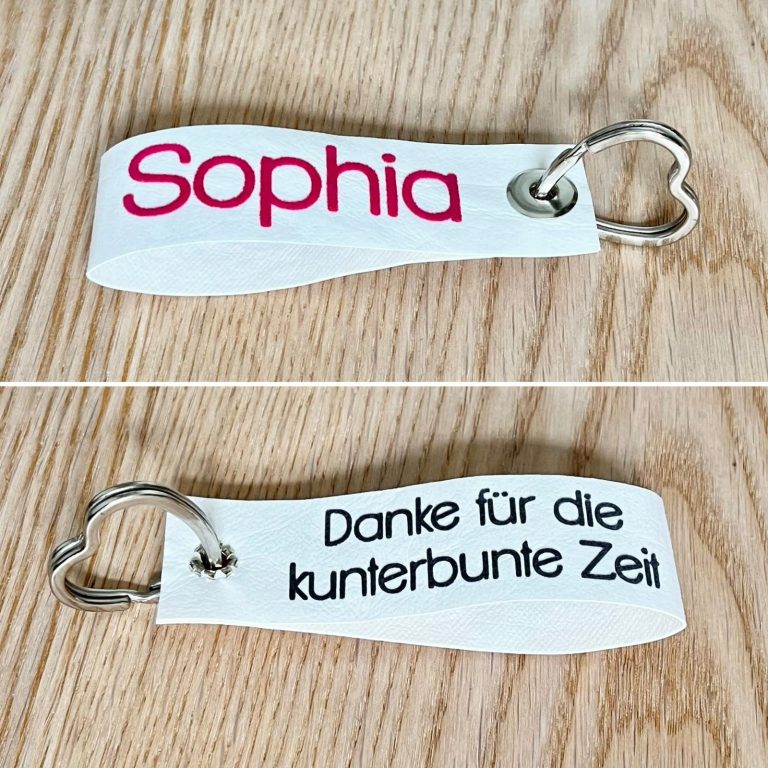 Sophia
Danke für die
kunterbunte Zeit